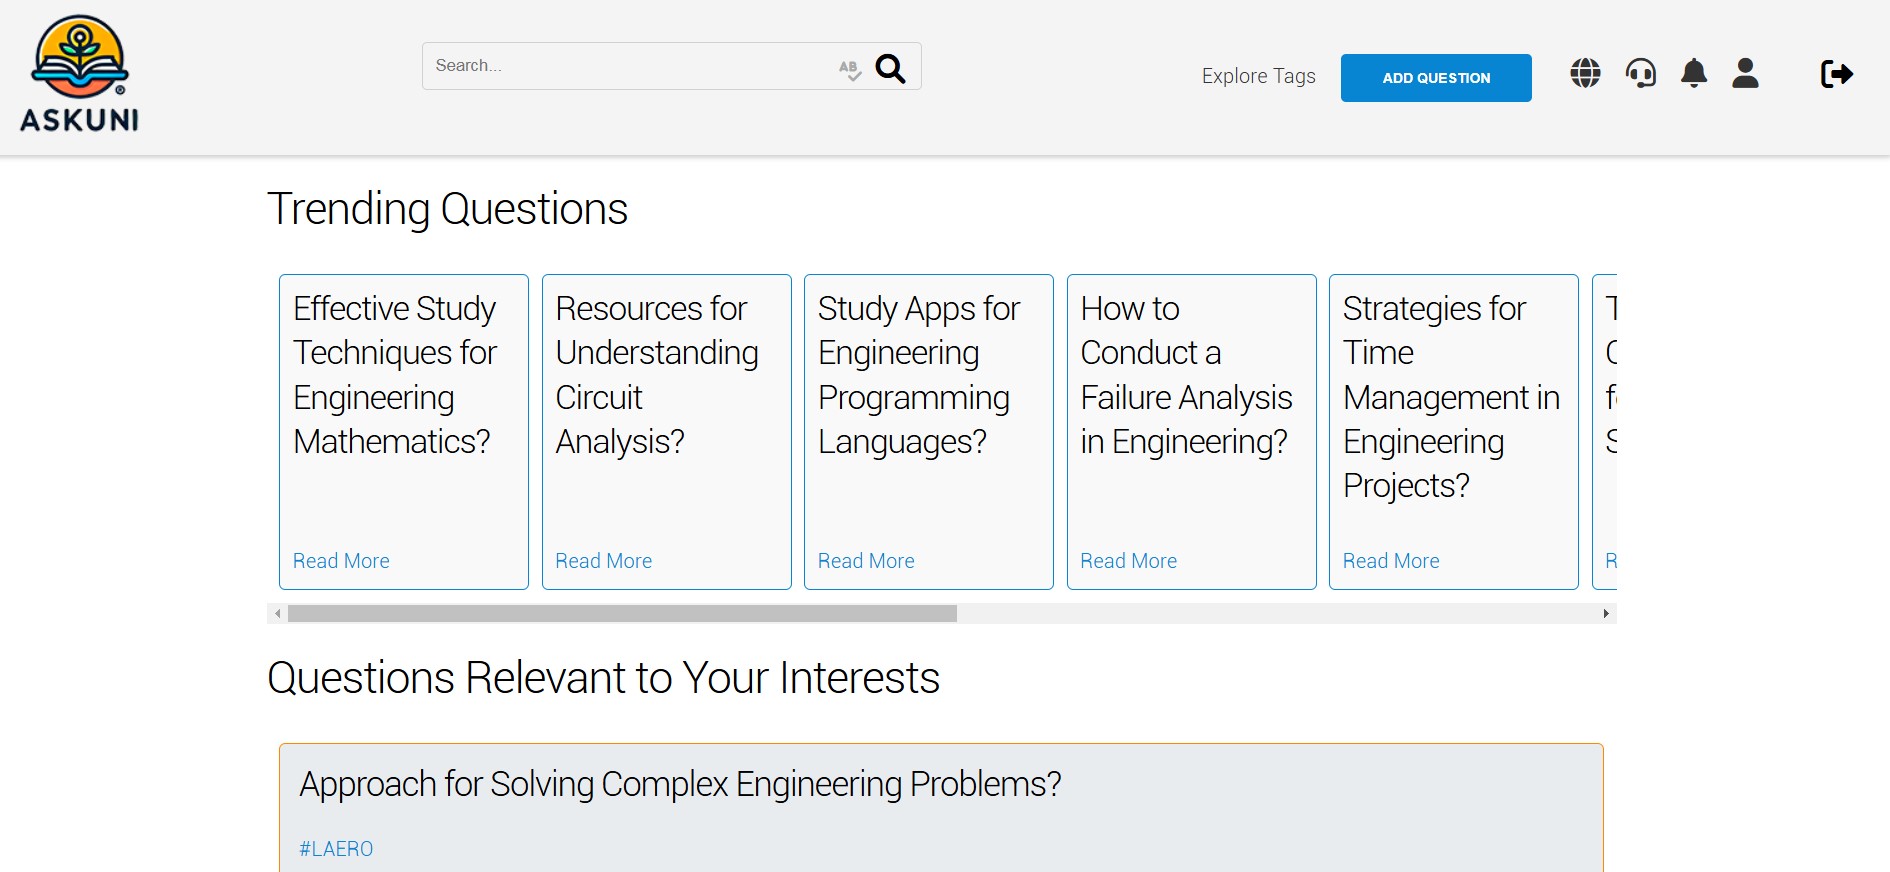 ASKUNI
Search...
AB
Explore Tags
ADD QUESTION
Trending Questions
Effective Study
Techniques for
Engineering
Mathematics?
Read More
Resources for
Understanding
Circuit
Analysis?
Read More
Study Apps for
Engineering
Programming
Languages?
Read More
How to
Conduct a
Failure Analysis
in Engineering?
Read More
Strategies for
Time
Management in
Engineering
Projects?
Read More
Questions Relevant to Your Interests
Approach for Solving Complex Engineering Problems?
#LAERO